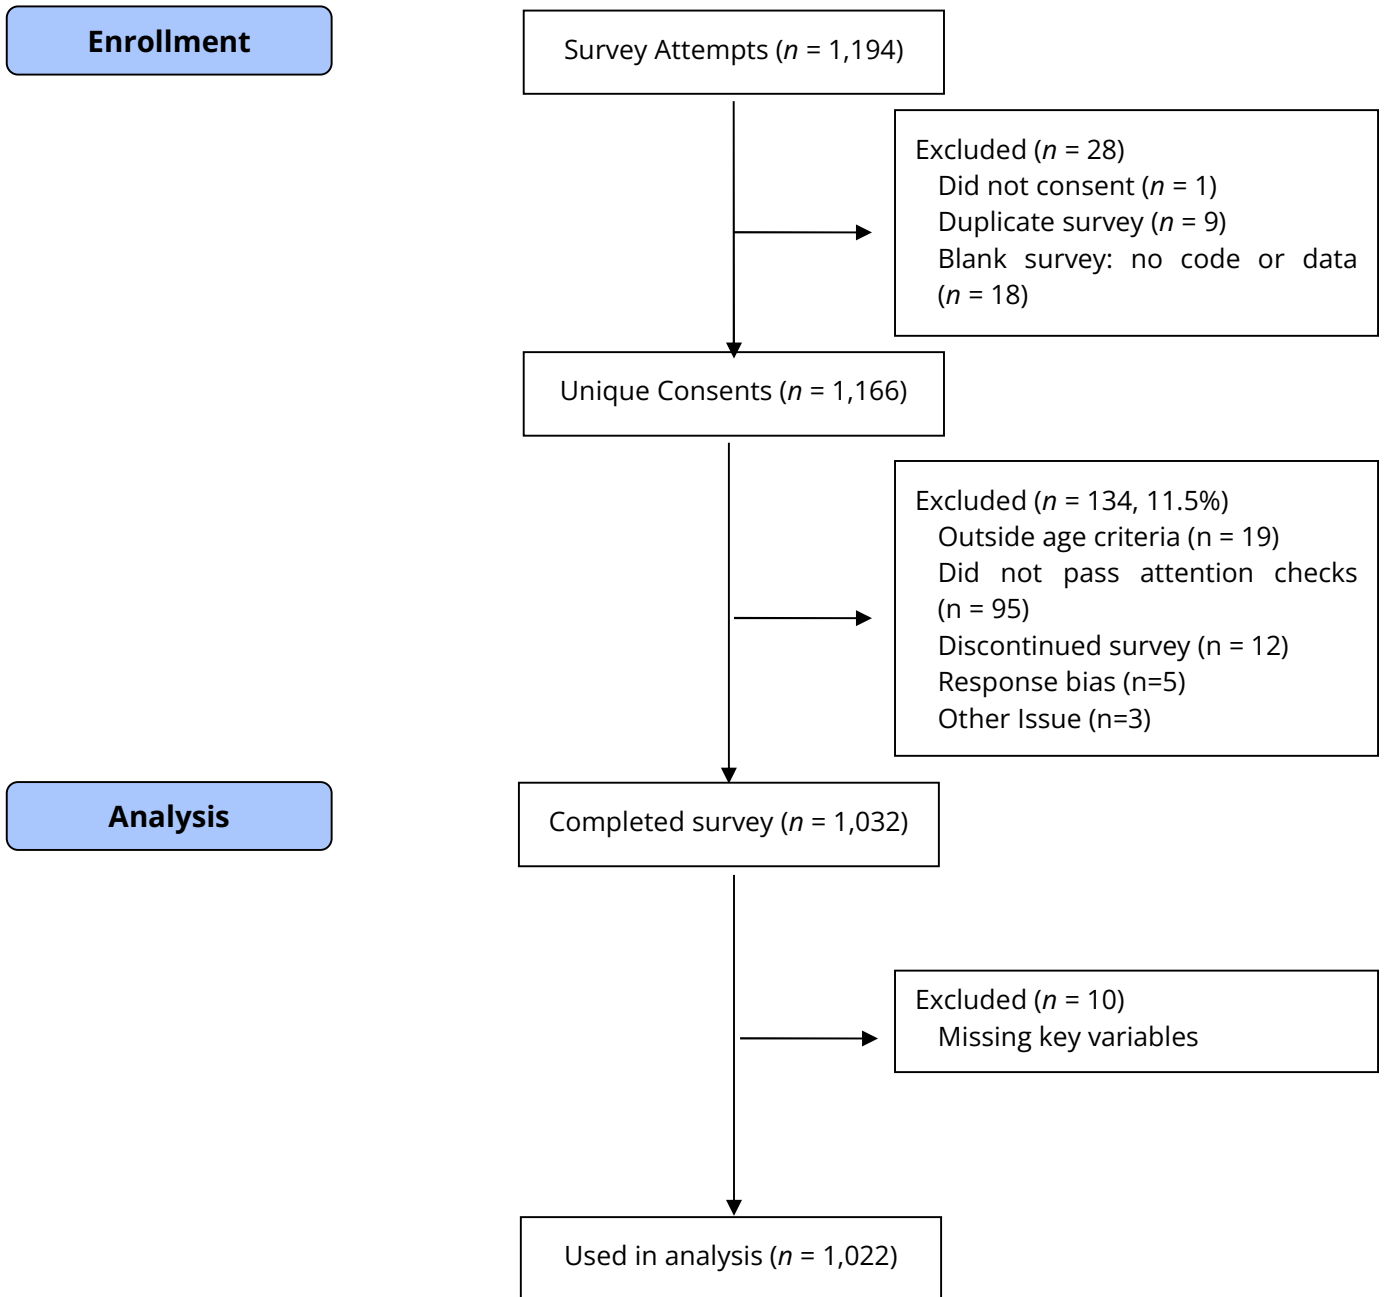 Enrollment
Survey Attempts (n = 1,194)
Excluded (n = 28)
Did not consent (n = 1)
Duplicate survey (n = 9)
Blank survey: no code or data
(n = 18)
Unique Consents (n = 1,166)
Excluded (n = 134, 11.5%)
Outside age criteria (n = 19)
Did not pass attention checks
(n = 95)
Discontinued survey (n = 12)
Response bias (n=5)
Other Issue (n=3)
Analysis
Completed survey (n = 1,032)
Excluded (n = 10)
Missing key variables
Used in analysis (n = 1,022)